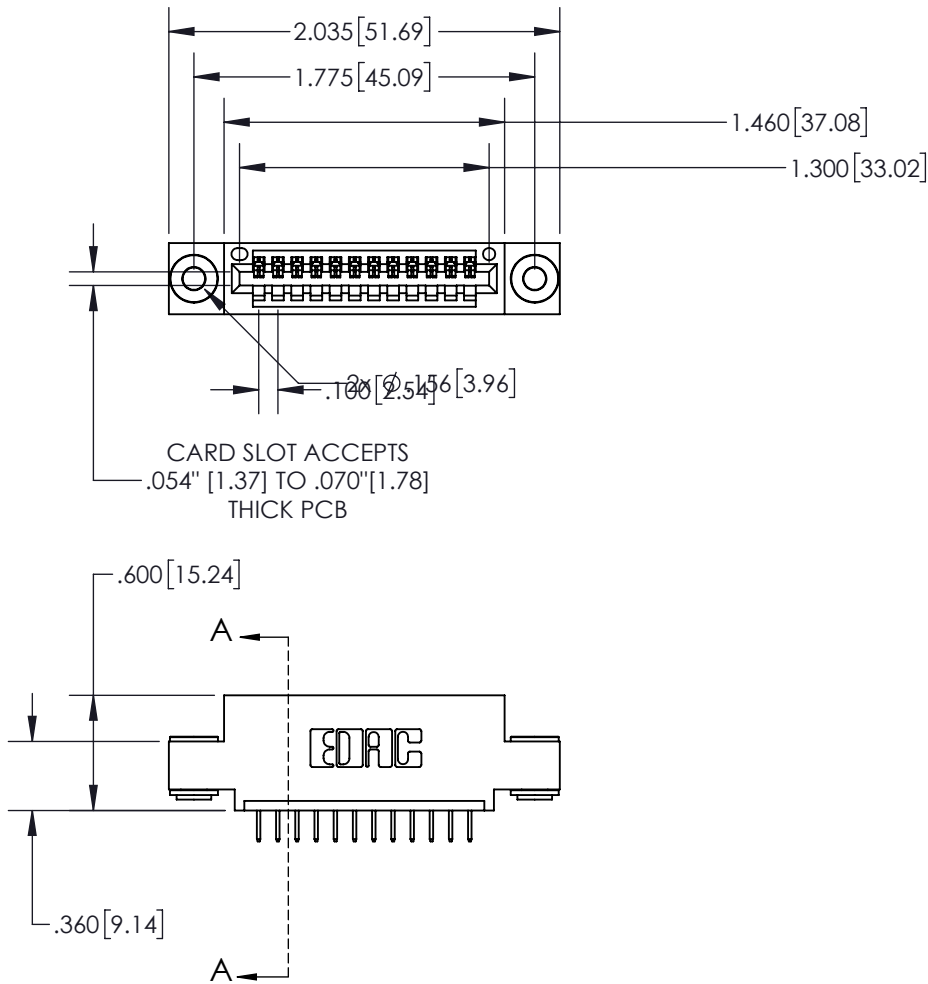 2.035[51.69]
1.775[45.09]
1.460[37.08]
1.300[33.02]
2x Ø .156 [3.96]
.100[2.54]
CARD SLOT ACCEPTS
.054" [1.37] TO .070"[1.78]
THICK PCB
.600[15.24]
A
EDAC
.360[9.14]
A